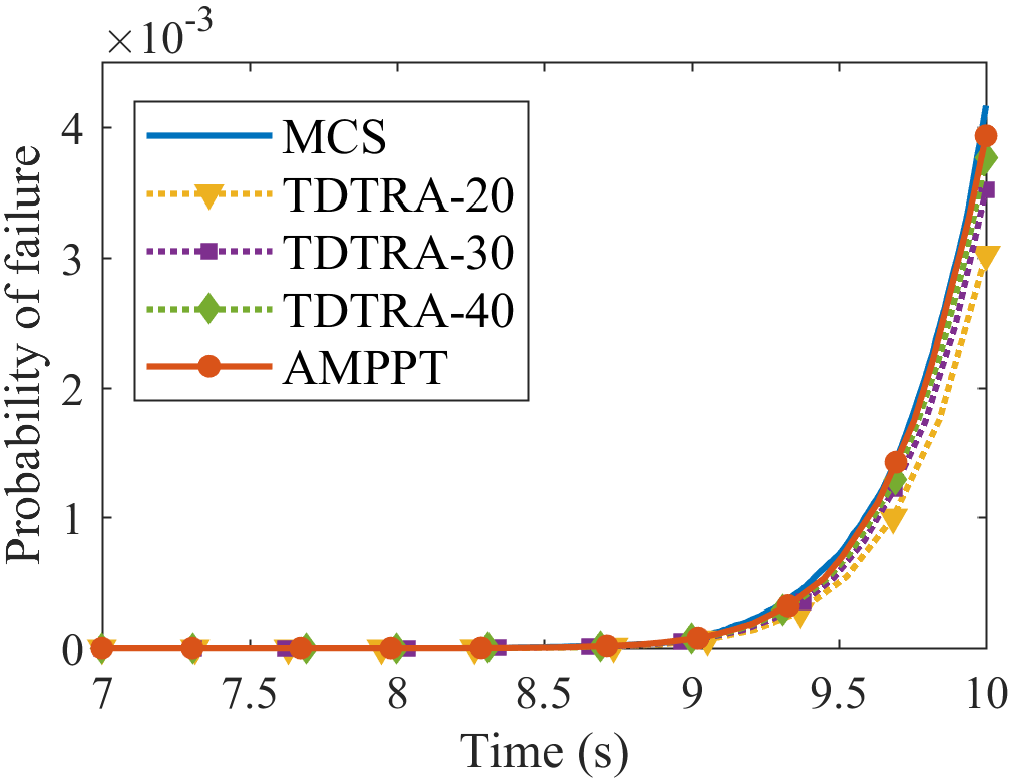 ×10⁻³
4
3
2
1
0
Probability of failure
MCS
TDTRA-20
TDTRA-30
TDTRA-40
AMPPT
7 7.5 8 8.5 9 9.5 10
Time (s)